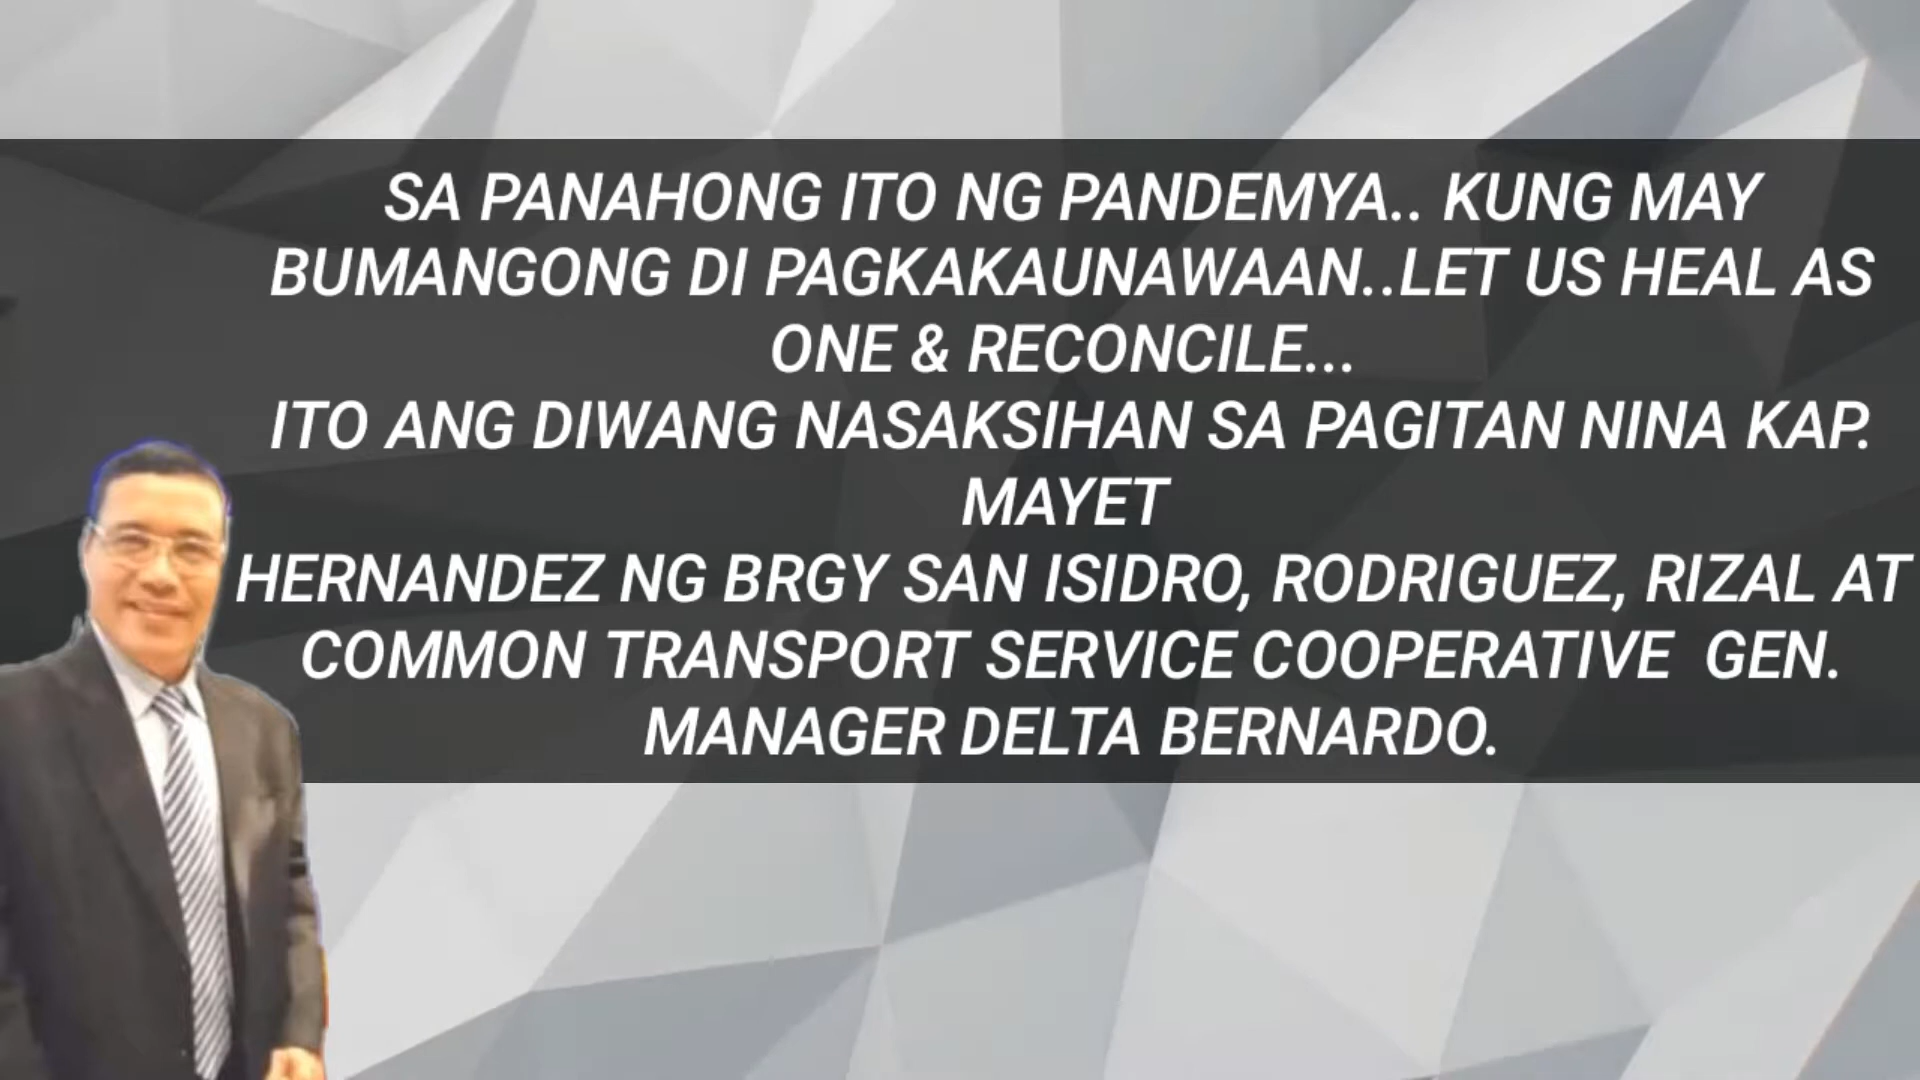 SA PANAHONG ITO NG PANDEMYA.. KUNG MAY
BUMANGONG DI PAGKAKAUNAWAAN..LET US HEAL AS
ONE & RECONCILE...
ITO ANG DIWANG NASAKSIHAN SA PAGITAN NINA KAP.
MAYET
HERNANDEZ NG BRGY SAN ISIDRO, RODRIGUEZ, RIZAL AT
COMMON TRANSPORT SERVICE COOPERATIVE  GEN.
MANAGER DELTA BERNARDO.